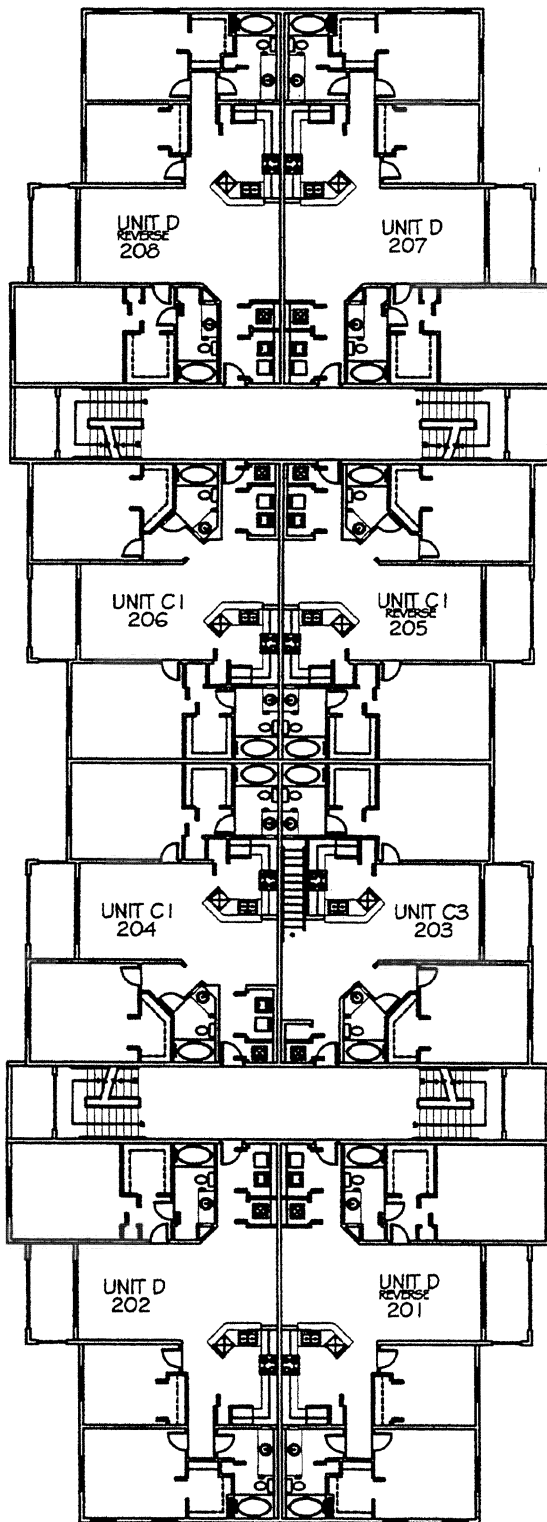 UNIT D
REVERSE
208
UNIT D
207
UNIT C1
206
UNIT C1
REVERSE
205
UNIT C1
204
UNIT C3
203
UNIT D
202
UNIT D
REVERSE
201